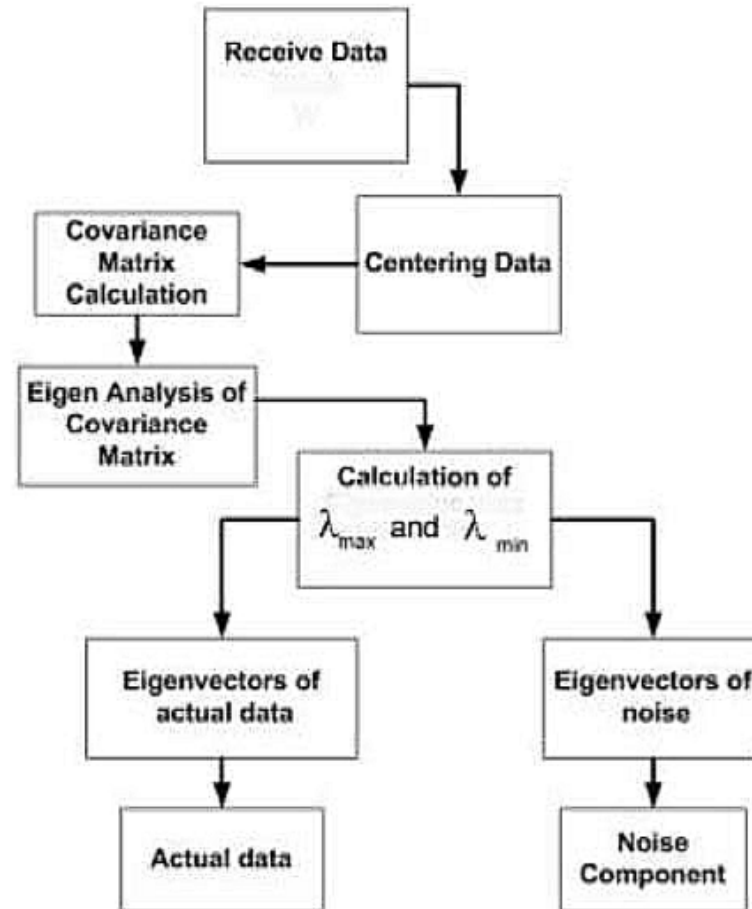 Receive Data
Centering Data
Covariance
Matrix
Calculation
Eigen Analysis of
Covariance
Matrix
Calculation of
λmax and λ min
Eigenvectors of
actual data
Eigenvectors of
noise
Actual data
Noise
Component